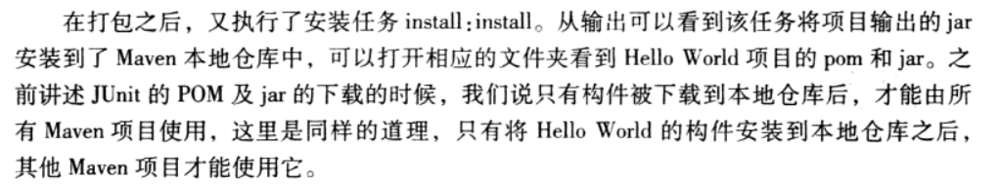 在打包之后，又执行了安装任务 install:install。从输出可以看到该任务将项目输出的 jar
安装到了 Maven 本地仓库中，可以打开相应的文件夹看到 Hello World 项目的 pom 和 jar。之
前讲述 JUnit 的 POM 及 jar 的下载的时候，我们说只有构件被下载到本地仓库后，才能由所
有 Maven 项目使用，这里是同样的道理，只有将 Hello World 的构件安装到本地仓库之后，
其他 Maven 项目才能使用它。